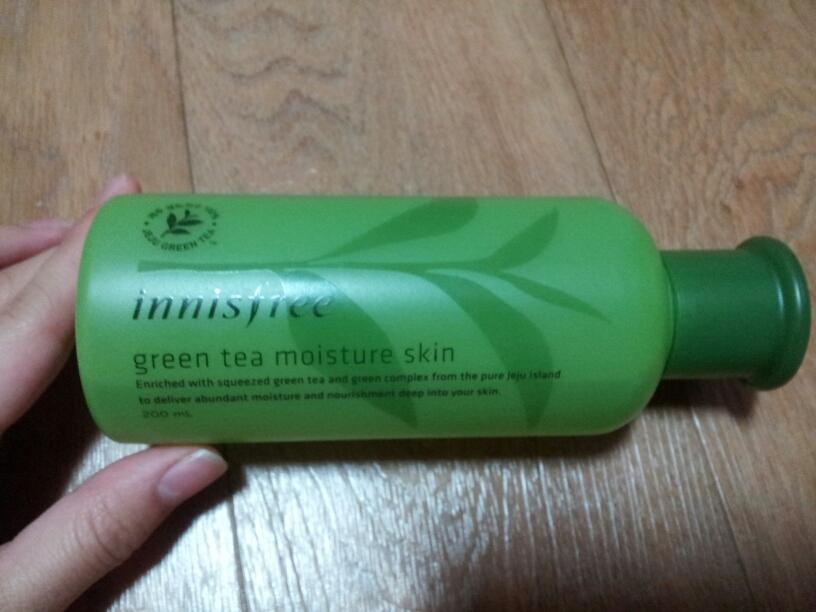 JEJU GREEN TEA
innisfree
green tea moisture skin
Enriched with squeezed green tea and green complex from the pure Jeju island
to deliver abundant moisture and nourishment deep into your skin.
200 mL